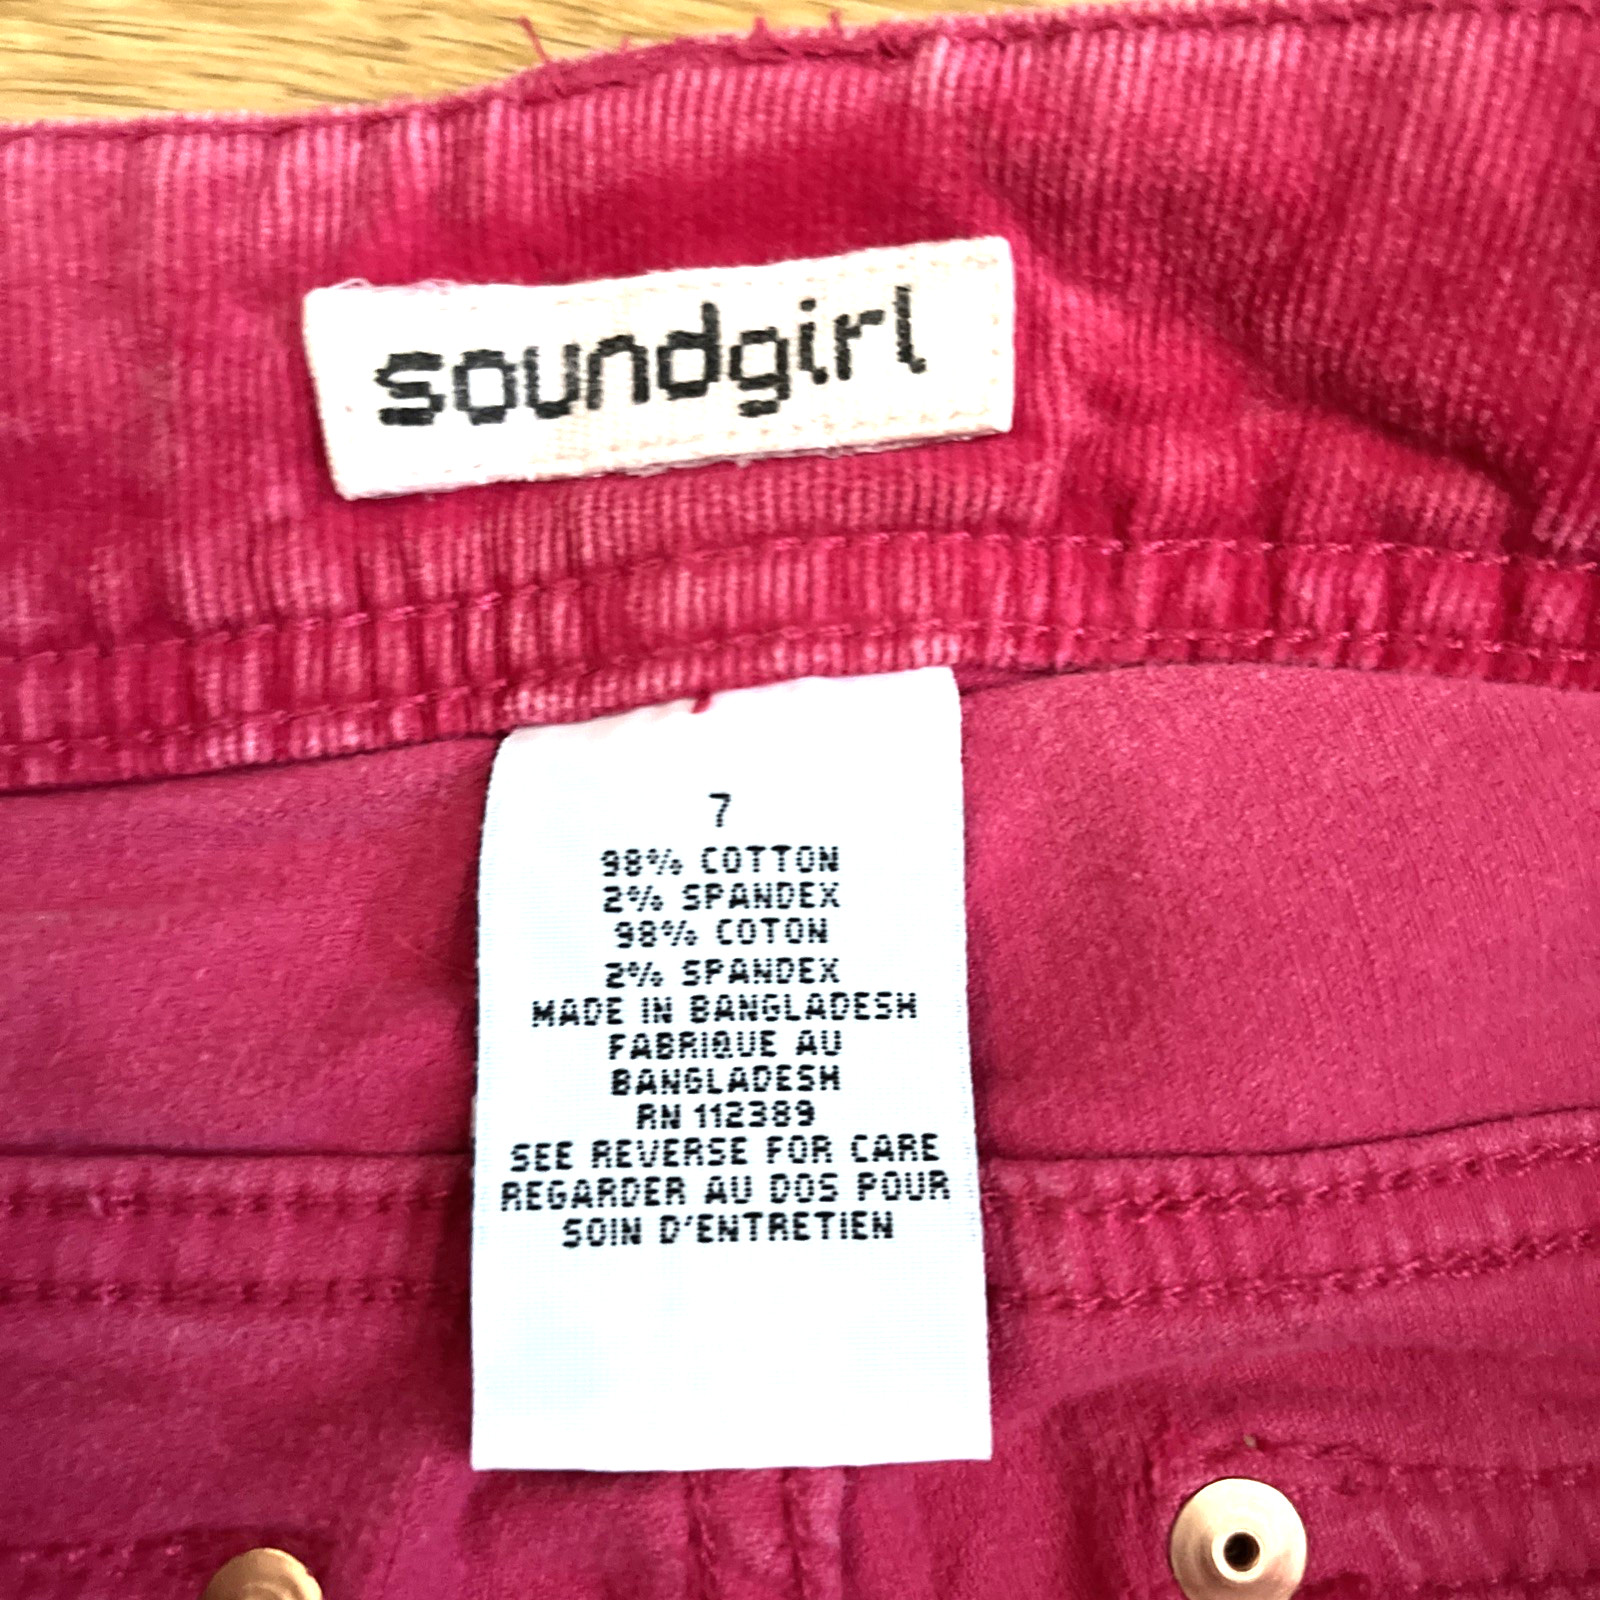 soundgirl
7
98% COTTON
2% SPANDEX
98% COTON
2% SPANDEX
MADE IN BANGLADESH
FABRIQUE AU
BANGLADESH
RN 112389
SEE REVERSE FOR CARE
REGARDER AU DOS POUR
SOIN D'ENTRETIEN